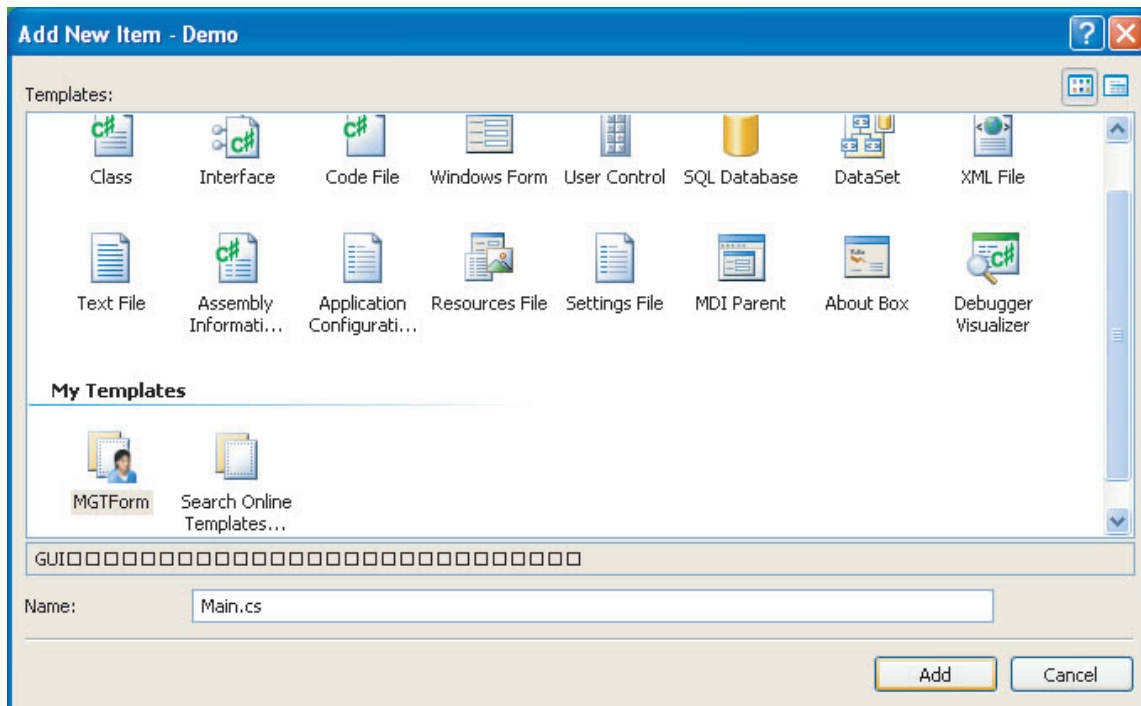 Add New Item - Demo
Templates:
Class Interface Code File Windows Form User Control SQL Database DataSet XML File
Text File Assembly Informati... Application Configurati... Resources File Settings File MDI Parent About Box Debugger Visualizer
My Templates
MGTForm Search Online Templates...
GUI□□□□□□□□□□□□□□□□□□□□□□□□□□□□
Name: Main.cs
Add Cancel